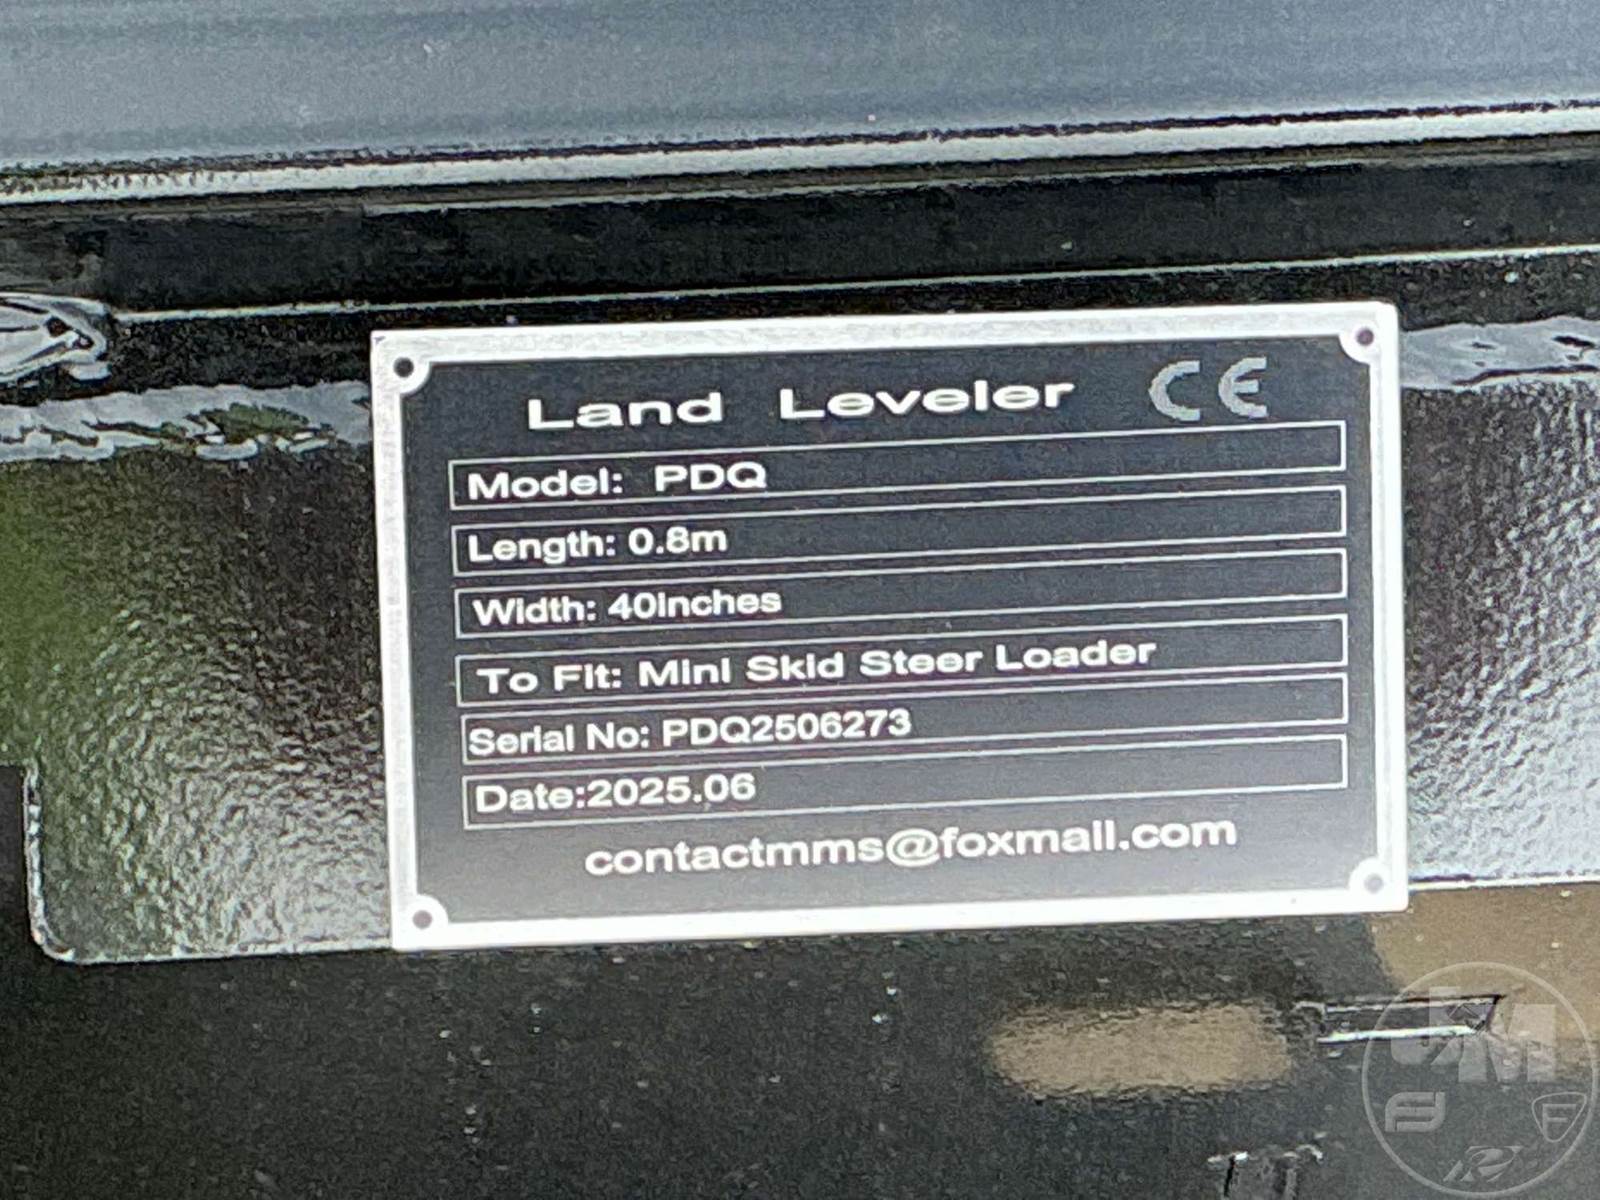 Land Leveler CE
Model: PDQ
Length: 0.8m
Width: 40inches
To Fit: Mini Skid Steer Loader
Serial No: PDQ2506273
Date:2025.06
contactmms@foxmail.com